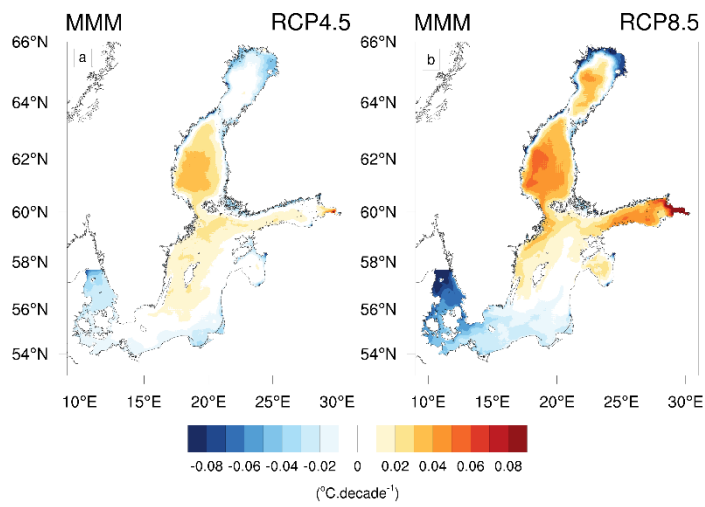 MMM RCP4.5 MMM RCP8.5
66°N a 66°N b
64°N 64°N
62°N 62°N
60°N 60°N
58°N 58°N
56°N 56°N
54°N 54°N
10°E 15°E 20°E 25°E 30°E 10°E 15°E 20°E 25°E 30°E
-0.08 -0.06 -0.04 -0.02 0 0.02 0.04 0.06 0.08
(°C.decade⁻¹)